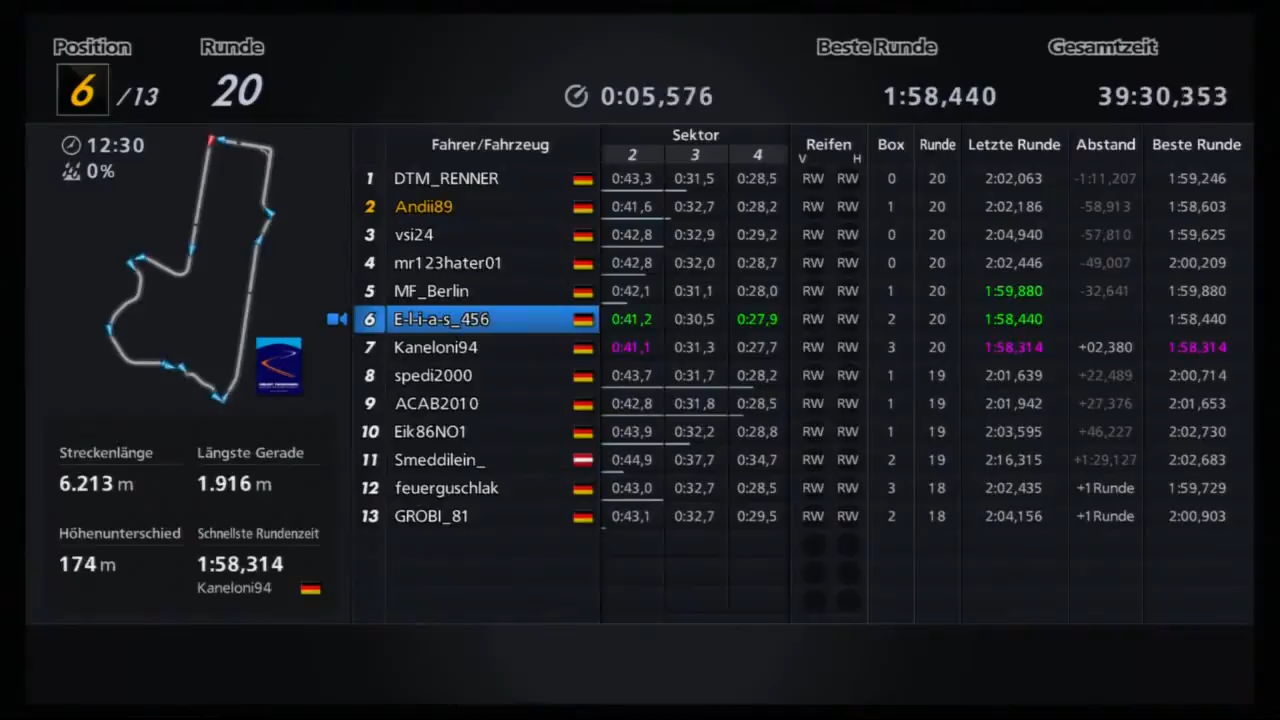 Position Runde Beste Runde Gesamtzeit
6 /13 20 0:05,576 1:58,440 39:30,353
12:30
0%
Fahrer/Fahrzeug Sektor Reifen Box Runde Letzte Runde Abstand Beste Runde
2 3 4 V H
1 DTM_RENNER 0:43,3 0:31,5 0:28,5 RW RW 0 20 2:02,063 -1:11,207 1:59,246
2 Andii89 0:41,6 0:32,7 0:28,2 RW RW 1 20 2:02,186 -58,913 1:58,603
3 vsi24 0:42,8 0:32,9 0:29,2 RW RW 0 20 2:04,940 -57,810 1:59,625
4 mr123hater01 0:42,8 0:32,0 0:28,7 RW RW 0 20 2:02,446 -49,007 2:00,209
5 MF_Berlin 0:42,1 0:31,1 0:28,0 RW RW 1 20 1:59,880 -32,641 1:59,880
6 E-l-i-a-s_456 0:41,2 0:30,5 0:27,9 RW RW 2 20 1:58,440 1:58,440
7 Kaneloni94 0:41,1 0:31,3 0:27,7 RW RW 3 20 1:58,314 +02,380 1:58,314
8 spedi2000 0:43,7 0:31,7 0:28,2 RW RW 1 19 2:01,639 +22,489 2:00,714
9 ACAB2010 0:42,8 0:31,8 0:28,5 RW RW 1 19 2:01,942 +27,376 2:01,653
10 Eik86NO1 0:43,9 0:32,2 0:28,8 RW RW 1 19 2:03,595 +46,227 2:02,730
11 Smeddilein_ 0:44,9 0:37,7 0:34,7 RW RW 2 19 2:16,315 +1:29,127 2:02,683
12 feuerguschlak 0:43,0 0:32,7 0:28,5 RW RW 3 18 2:02,435 +1Runde 1:59,729
13 GROBI_81 0:43,1 0:32,7 0:29,5 RW RW 2 18 2:04,156 +1Runde 2:00,903
Streckenlänge Längste Gerade
6.213 m 1.916 m
Höhenunterschied Schnellste Rundenzeit
174 m 1:58,314
Kaneloni94